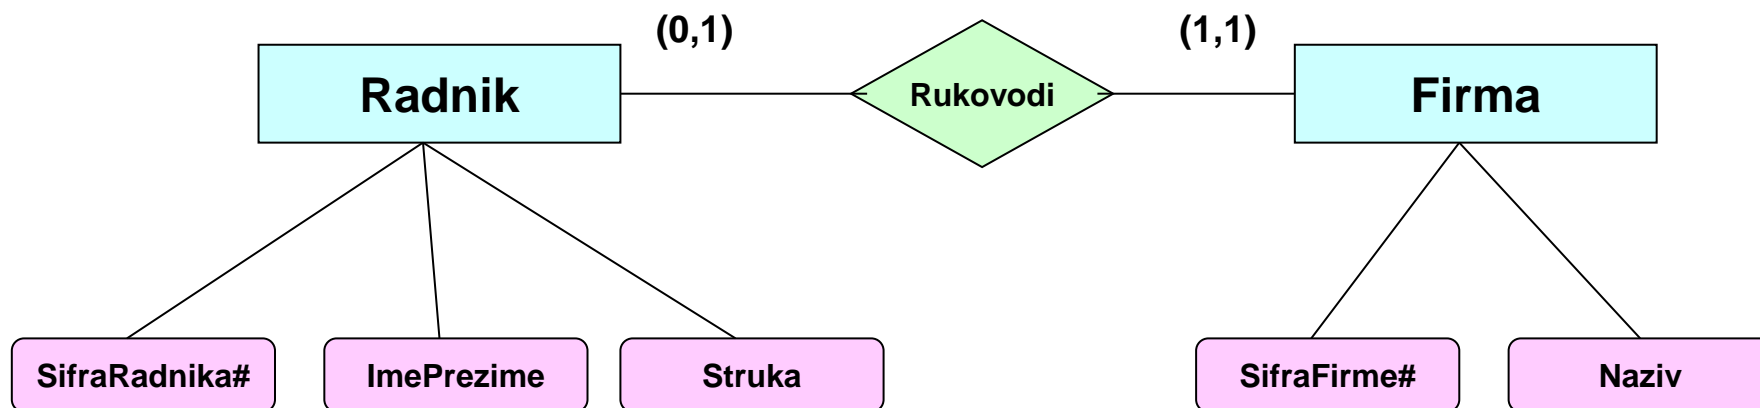 (0,1)
(1,1)
Radnik
Rukovodi
Firma
SifraRadnika#
ImePrezime
Struka
SifraFirme#
Naziv